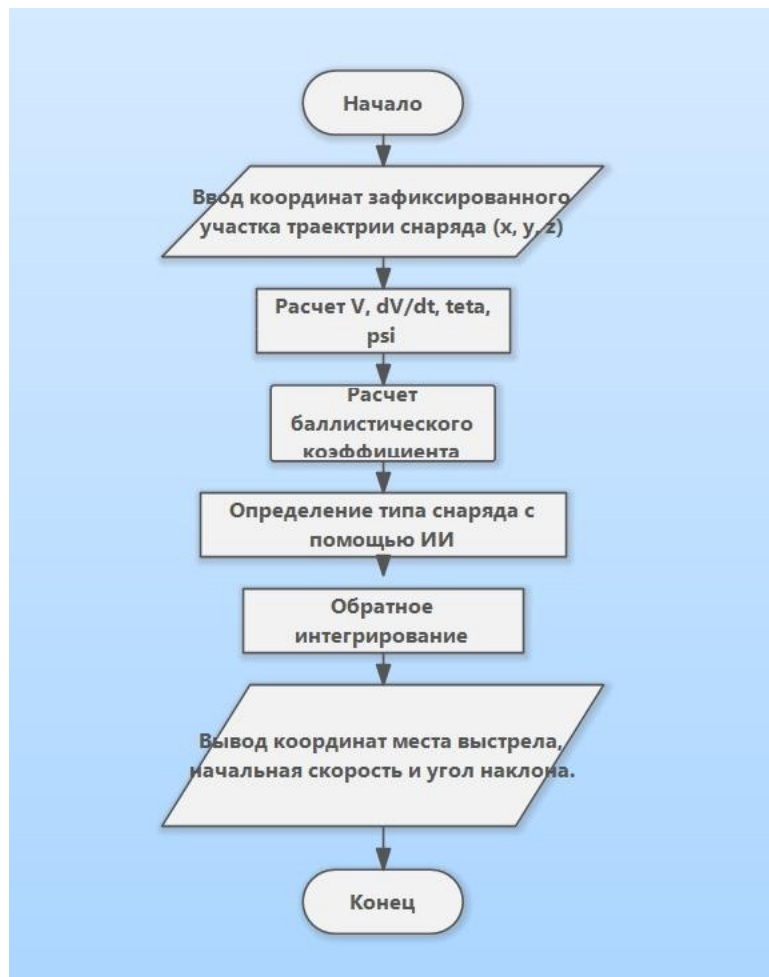 Начало
Ввод координат зафиксированного
участка траектрии снаряда (x, y, z)
Расчет V, dV/dt, teta,
psi
Расчет
баллистического
коэффициента
Определение типа снаряда с
помощью ИИ
Обратное
интегрирование
Вывод координат места выстрела,
начальная скорость и угол наклона.
Конец